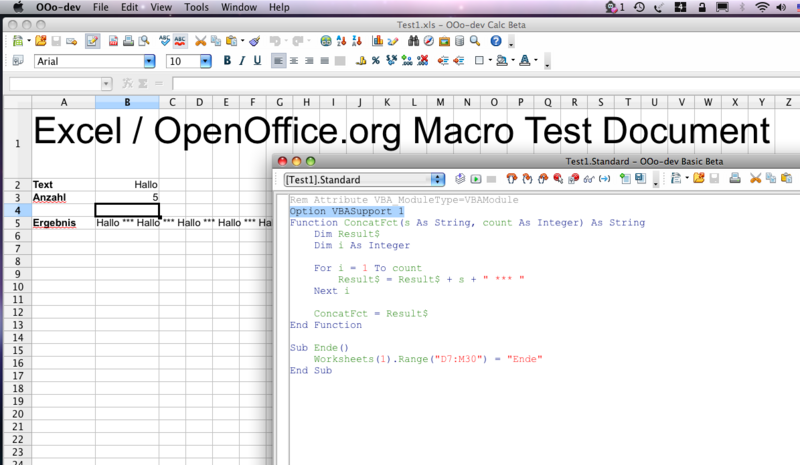 OOo-dev File Edit View Tools Window Help 1
Test1.xls - OOo-dev Calc Beta
Arial 10 B I U
A B C D E F G H I J K L M N O P Q R S T U V W X Y Z
1 Excel / OpenOffice.org Macro Test Document
2 Text Hallo
3 Anzahl 5
4
5 Ergebnis Hallo *** Hallo *** Hallo *** Hallo *** Ha
6
7
8
9
10
11
12
13
14
15
16
17
18
19
20
21
22
23
24
Test1.Standard - OOo-dev Basic Beta
[Test1].Standard
Rem Attribute VBA_ModuleType=VBAModule
Option VBASupport 1
Function ConcatFct(s As String, count As Integer) As String
Dim Result$
Dim i As Integer
For i = 1 To count
Result$ = Result$ + s + " *** "
Next i
ConcatFct = Result$
End Function
Sub Ende()
Worksheets(1).Range("D7:M30") = "Ende"
End Sub